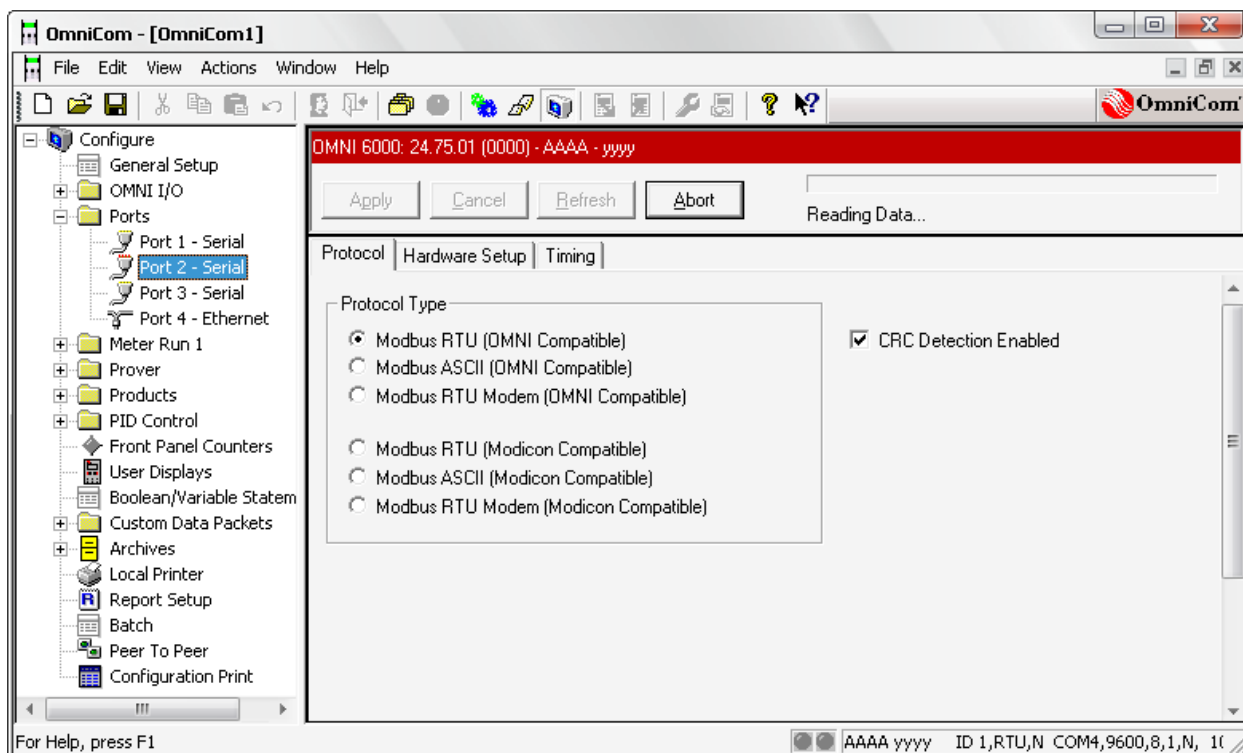 OmniCom - [OmniCom1]
File Edit View Actions Window Help
OmniCom
Configure
General Setup
OMNI I/O
Ports
Port 1 - Serial
Port 2 - Serial
Port 3 - Serial
Port 4 - Ethernet
Meter Run 1
Prover
Products
PID Control
Front Panel Counters
User Displays
Boolean/Variable Statem
Custom Data Packets
Archives
Local Printer
Report Setup
Batch
Peer To Peer
Configuration Print
OMNI 6000: 24.75.01 (0000) - AAAA - yyyy
Apply Cancel Refresh Abort
Reading Data...
Protocol Hardware Setup Timing
Protocol Type
Modbus RTU (OMNI Compatible)
Modbus ASCII (OMNI Compatible)
Modbus RTU Modem (OMNI Compatible)
Modbus RTU (Modicon Compatible)
Modbus ASCII (Modicon Compatible)
Modbus RTU Modem (Modicon Compatible)
CRC Detection Enabled
For Help, press F1
AAAA yyyy ID 1,RTU,N COM4,9600,8,1,N,